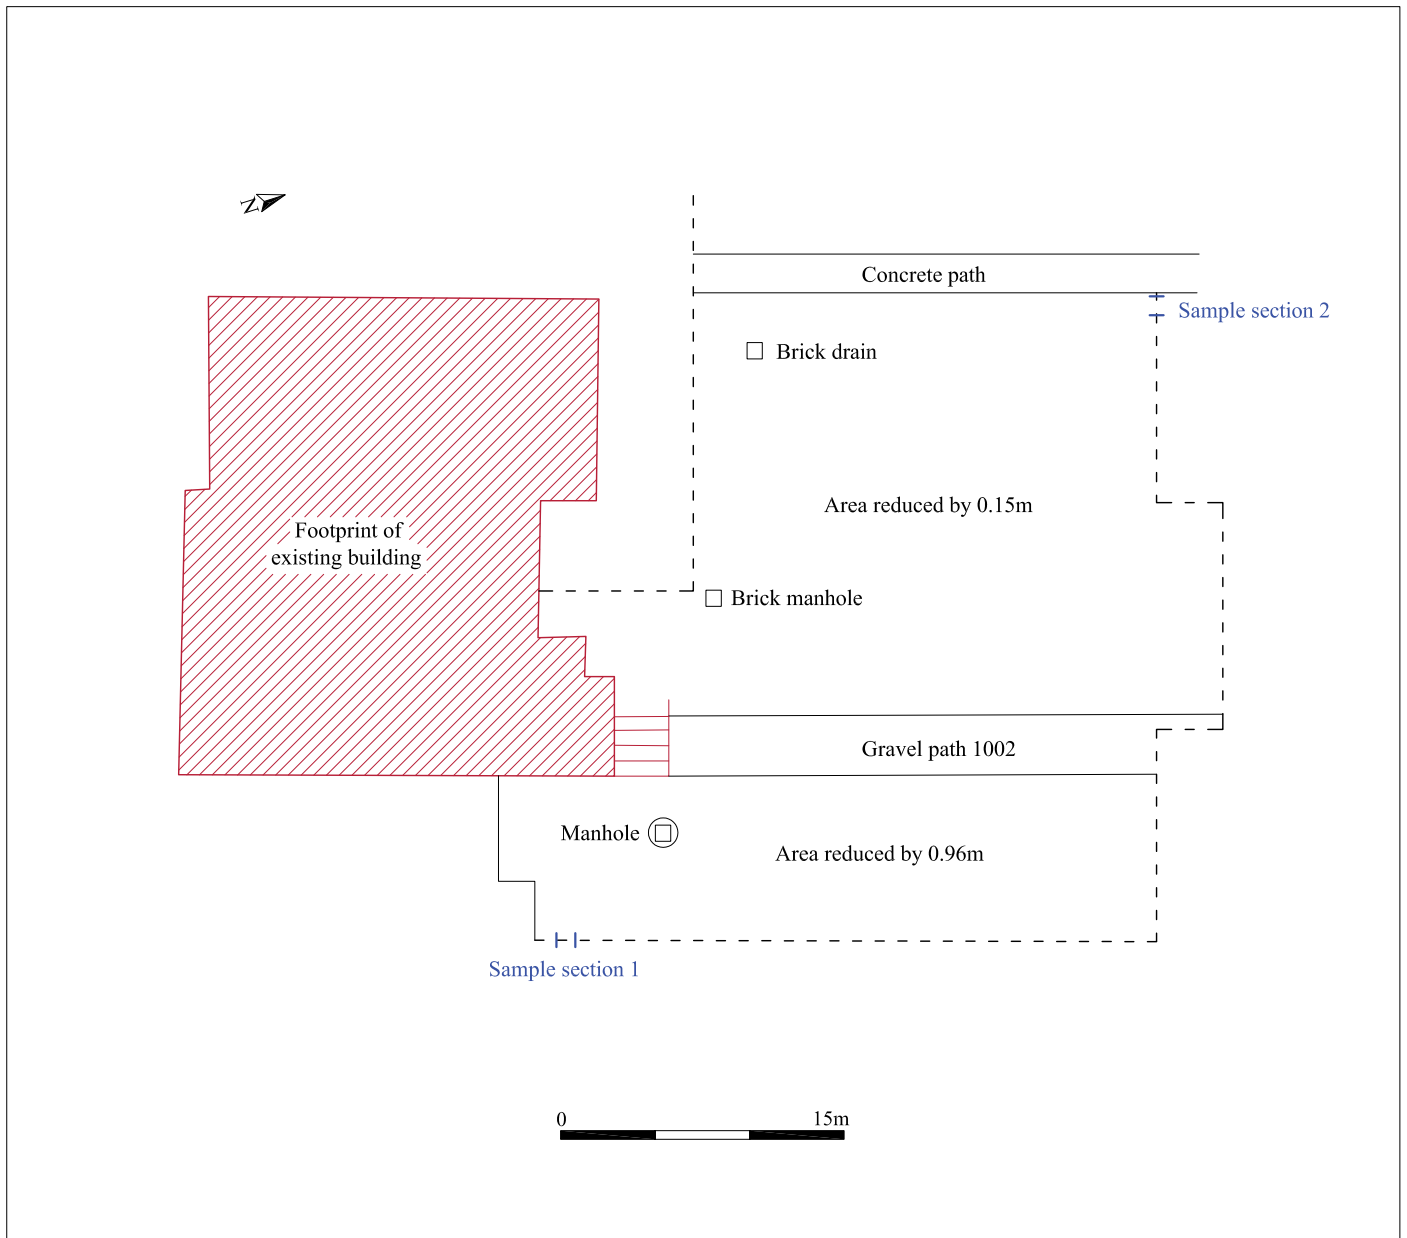 N
Concrete path
Sample section 2
Brick drain
Area reduced by 0.15m
Footprint of
existing building
Brick manhole
Gravel path 1002
Manhole
Area reduced by 0.96m
Sample section 1
0 15m